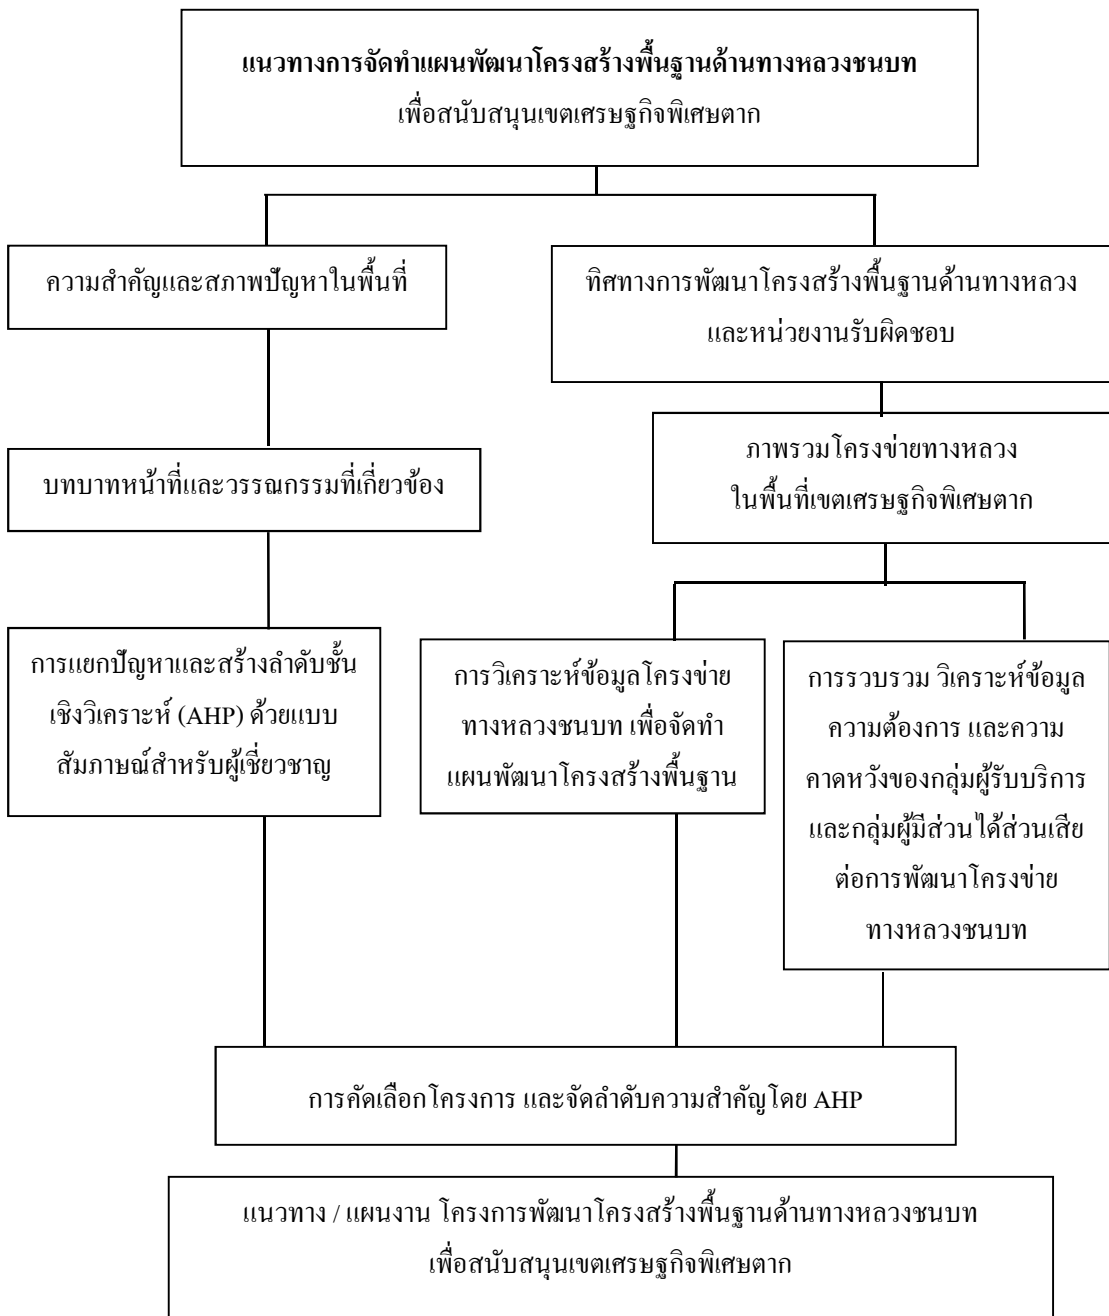 แนวทางการจัดทำแผนพัฒนาโครงสร้างพื้นฐานด้านทางหลวงชนบท
เพื่อสนับสนุนเขตเศรษฐกิจพิเศษตาก
ความสำคัญและสภาพปัญหาในพื้นที่
ทิศทางการพัฒนาโครงสร้างพื้นฐานด้านทางหลวง
และหน่วยงานรับผิดชอบ
บทบาทหน้าที่และวรรณกรรมที่เกี่ยวข้อง
ภาพรวมโครงข่ายทางหลวง
ในพื้นที่เขตเศรษฐกิจพิเศษตาก
การแยกปัญหาและสร้างลำดับชั้น
เชิงวิเคราะห์ (AHP) ด้วยแบบ
สัมภาษณ์สำหรับผู้เชี่ยวชาญ
การวิเคราะห์ข้อมูลโครงข่าย
ทางหลวงชนบท เพื่อจัดทำ
แผนพัฒนาโครงสร้างพื้นฐาน
การรวบรวม วิเคราะห์ข้อมูล
ความต้องการ และความ
คาดหวังของกลุ่มผู้รับบริการ
และกลุ่มผู้มีส่วนได้ส่วนเสีย
ต่อการพัฒนาโครงข่าย
ทางหลวงชนบท
การคัดเลือกโครงการ และจัดลำดับความสำคัญโดย AHP
แนวทาง / แผนงาน โครงการพัฒนาโครงสร้างพื้นฐานด้านทางหลวงชนบท
เพื่อสนับสนุนเขตเศรษฐกิจพิเศษตาก